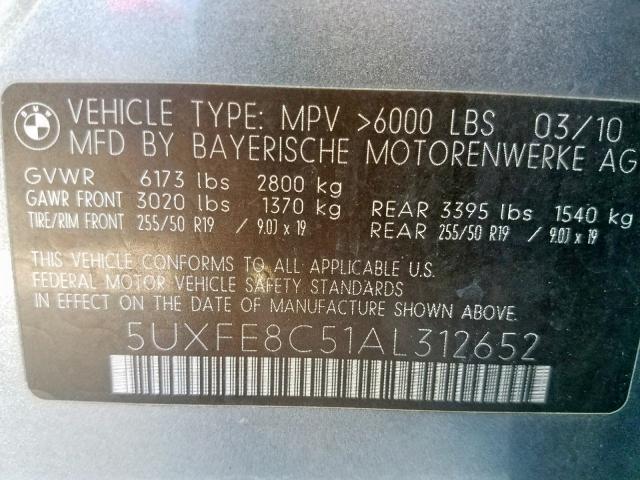 BMW
VEHICLE TYPE: MPV >6000 LBS 03/10
MFD BY BAYERISCHE MOTORENWERKE AG
GVWR 6173 lbs 2800 kg
GAWR FRONT 3020 lbs 1370 kg REAR 3395 lbs 1540 kg
TIRE/RIM FRONT 255/50 R19 / 9.0J x 19 REAR 255/50 R19 / 9.0J x 19
THIS VEHICLE CONFORMS TO ALL APPLICABLE U.S.
FEDERAL MOTOR VEHICLE SAFETY STANDARDS
IN EFFECT ON THE DATE OF MANUFACTURE SHOWN ABOVE.
5UXFE8C51AL312652